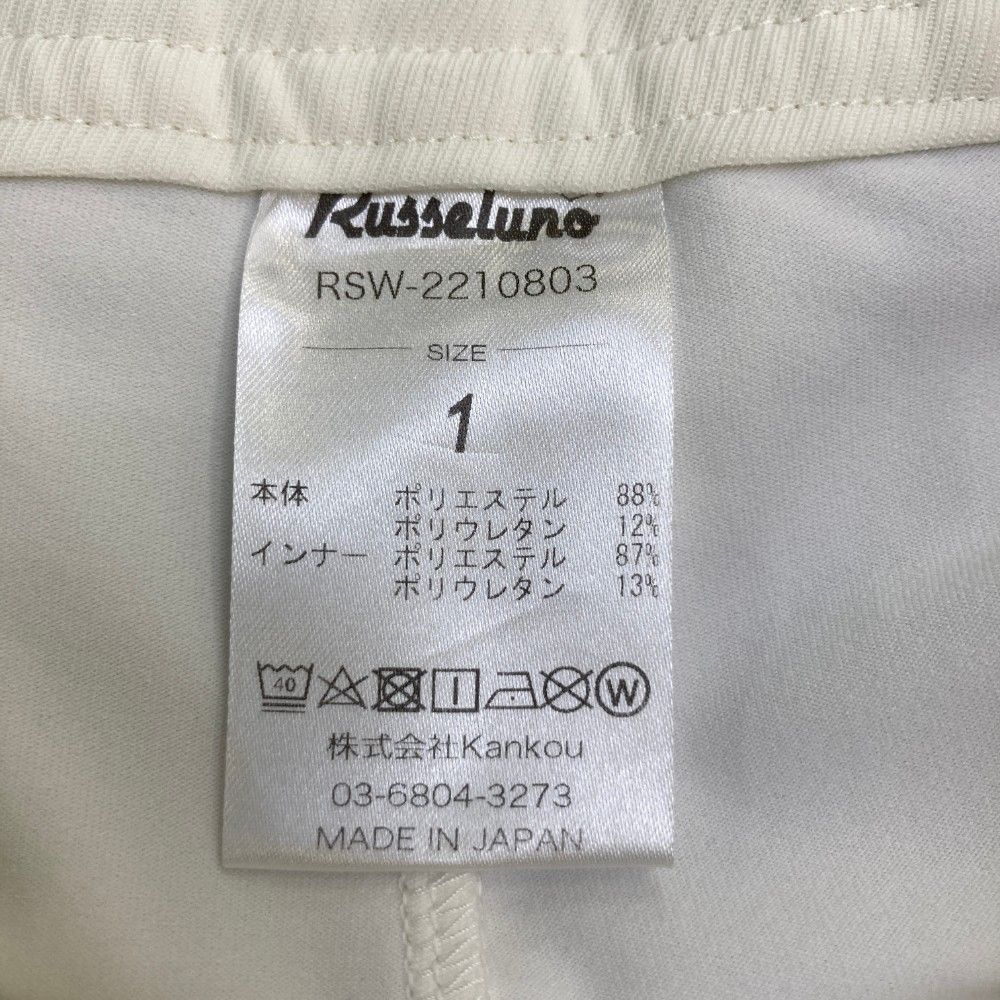 Russeluno
RSW-2210803
SIZE
1
本体 ポリエステル 88%
ポリウレタン 12%
インナー ポリエステル 87%
ポリウレタン 13%
40 W
株式会社Kankou
03-6804-3273
MADE IN JAPAN